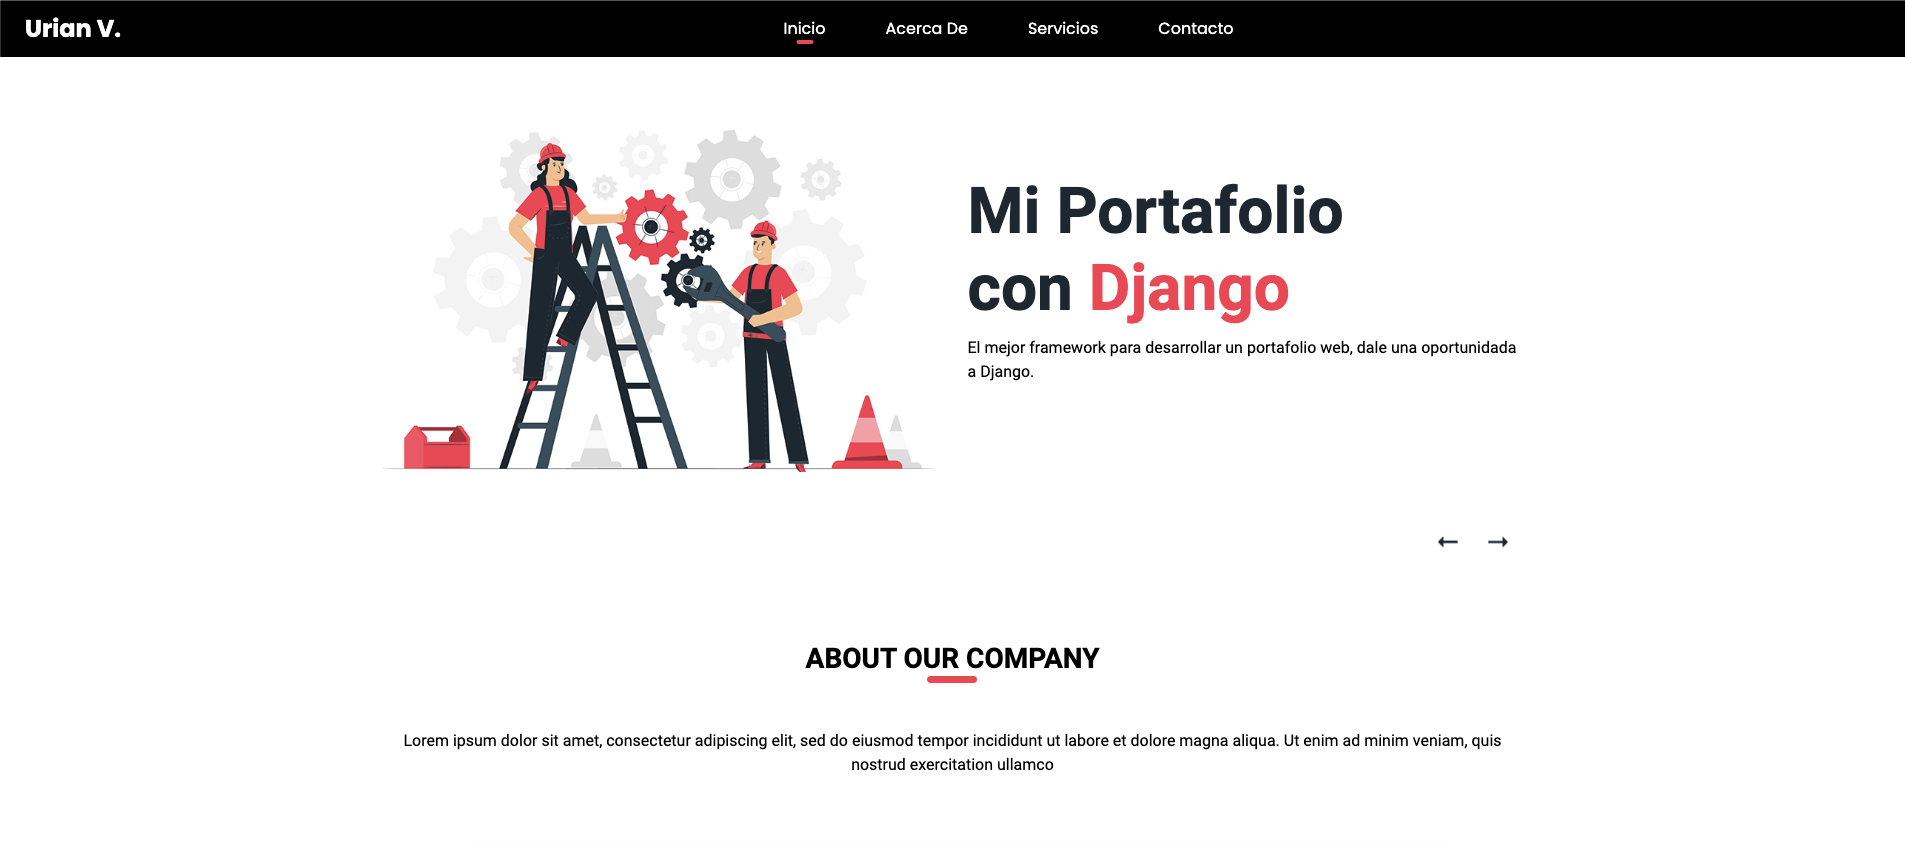 Urian V.
Inicio
Acerca De
Servicios
Contacto
Mi Portafolio
con Django
El mejor framework para desarrollar un portafolio web, dale una oportunidada
a Django.
ABOUT OUR COMPANY
Lorem ipsum dolor sit amet, consectetur adipiscing elit, sed do eiusmod tempor incididunt ut labore et dolore magna aliqua. Ut enim ad minim veniam, quis
nostrud exercitation ullamco